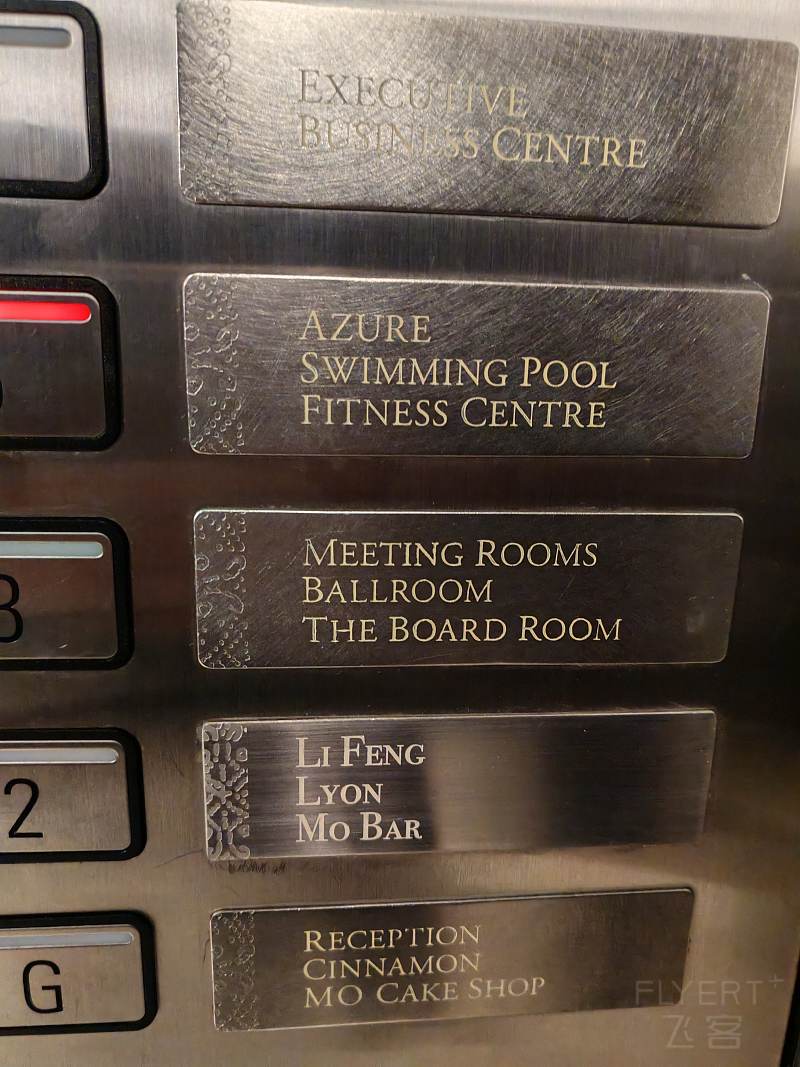 EXECUTIVE
BUSINESS CENTRE
AZURE
SWIMMING POOL
FITNESS CENTRE
3
MEETING ROOMS
BALLROOM
THE BOARD ROOM
2
LI FENG
LYON
MO BAR
G
RECEPTION
CINNAMON
MO CAKE SHOP
FLYERT+
飞客